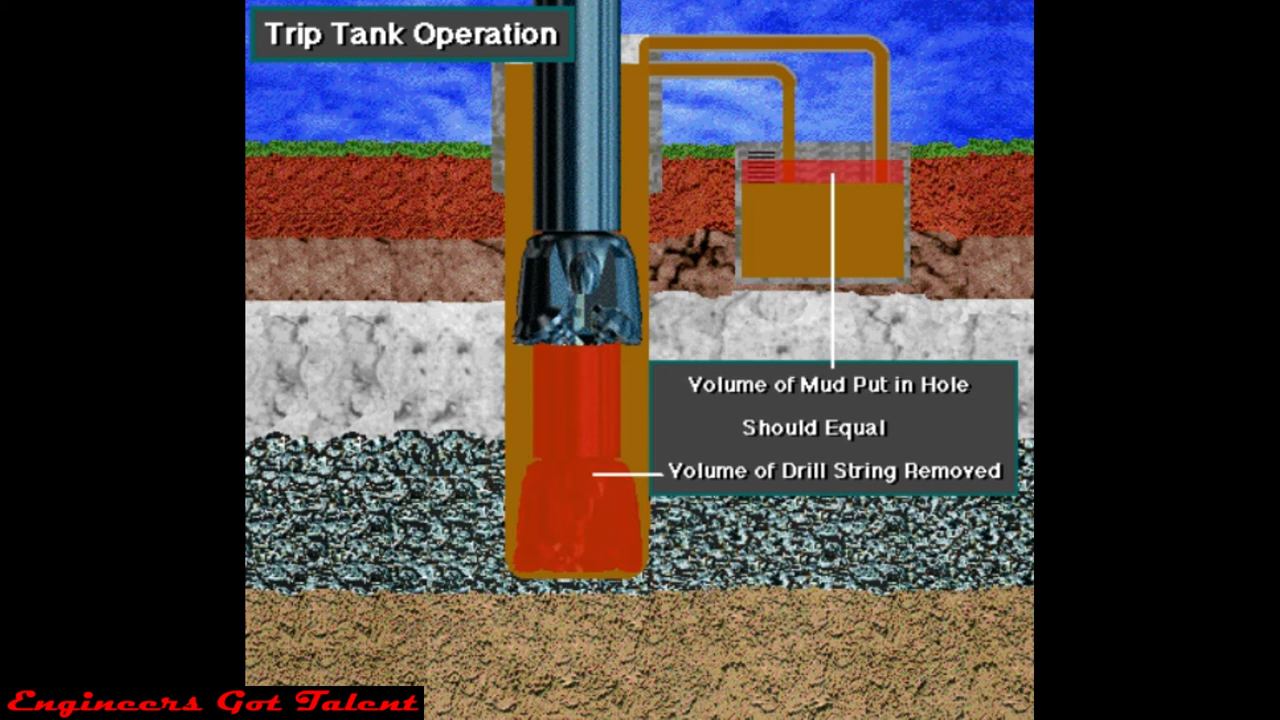 Trip Tank Operation
Volume of Mud Put in Hole
Should Equal
Volume of Drill String Removed
Engineers Got Talent